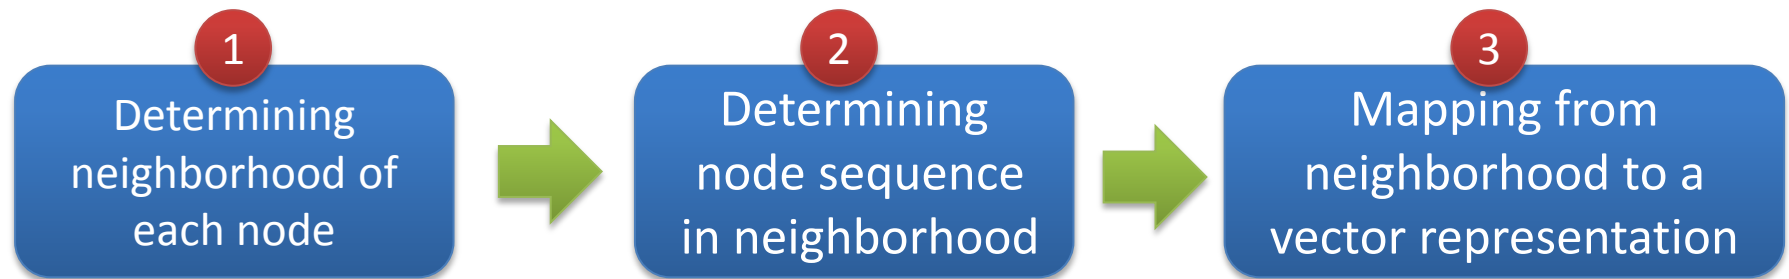 1
Determining
neighborhood of
each node
2
Determining
node sequence
in neighborhood
3
Mapping from
neighborhood to a
vector representation